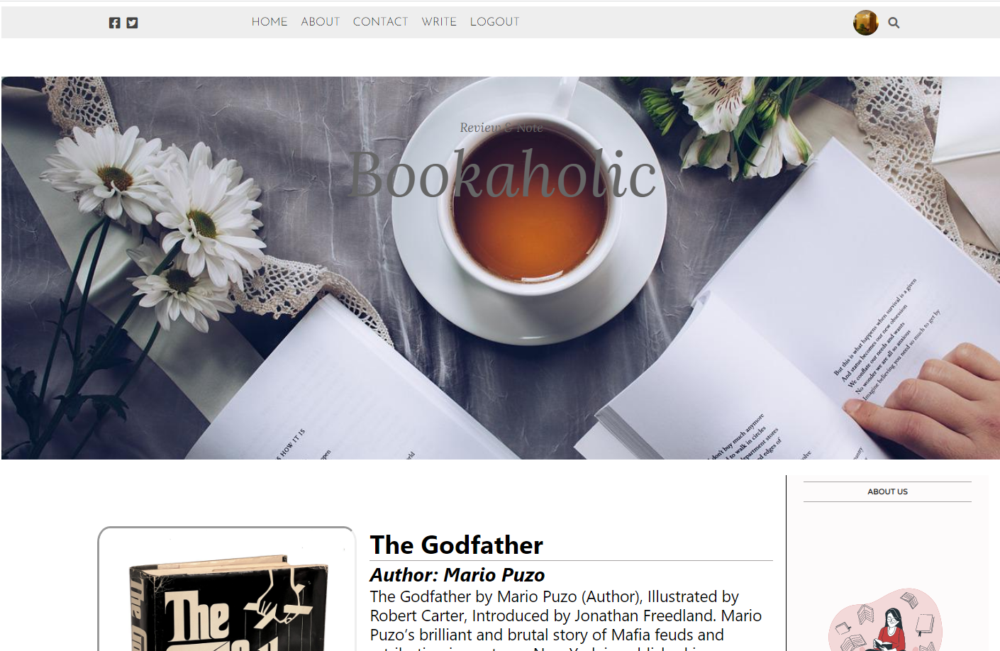 HOME ABOUT CONTACT WRITE LOGOUT
Review & Note
Bookaholic
But this is what happens when survival is a given
And status becomes our new obsession
We conflate our needs and wants
No wonder we are all so anxious
Imagine believing you need so much to get by
HOW IT IS
don't buy much anymore
to walk in circles
department stores
edges of
ABOUT US
The Godfather
Author: Mario Puzo
The Godfather by Mario Puzo (Author), Illustrated by
Robert Carter, Introduced by Jonathan Freedland. Mario
Puzo’s brilliant and brutal story of Mafia feuds and
The
The